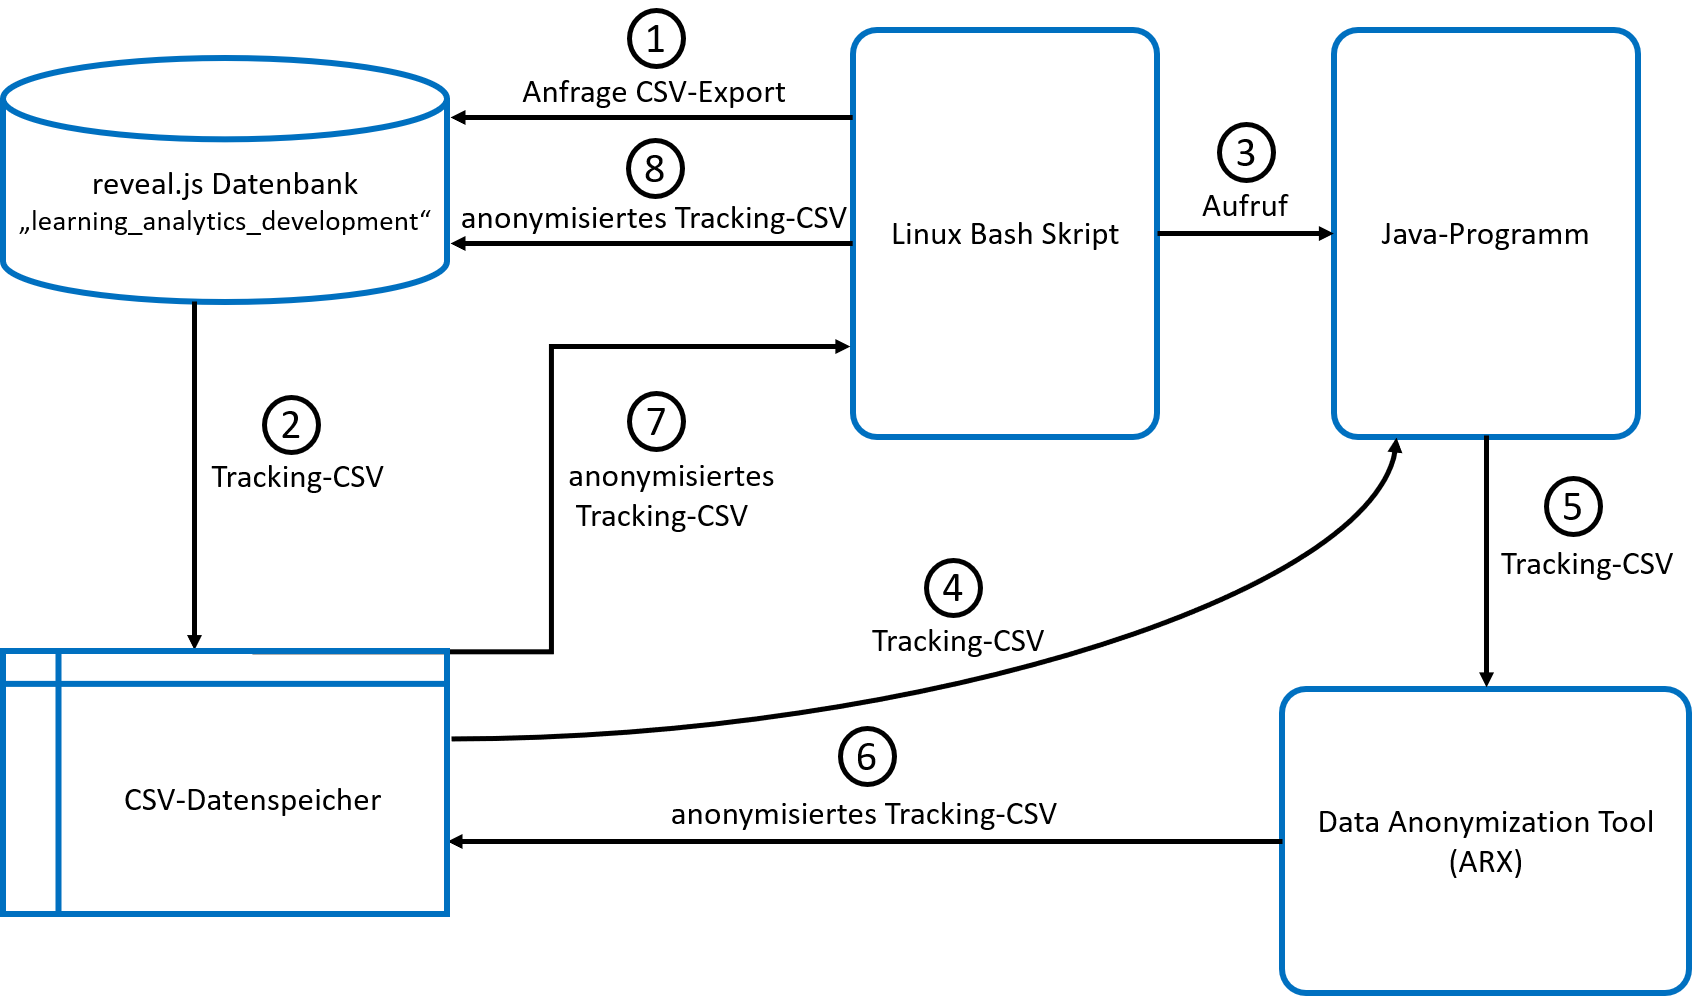 1
Anfrage CSV-Export
8
anonymisiertes Tracking-CSV
reveal.js Datenbank
„learning_analytics_development“
Linux Bash Skript
3
Aufruf
Java-Programm
2
Tracking-CSV
7
anonymisiertes
Tracking-CSV
4
Tracking-CSV
5
Tracking-CSV
6
anonymisiertes Tracking-CSV
CSV-Datenspeicher
Data Anonymization Tool
(ARX)